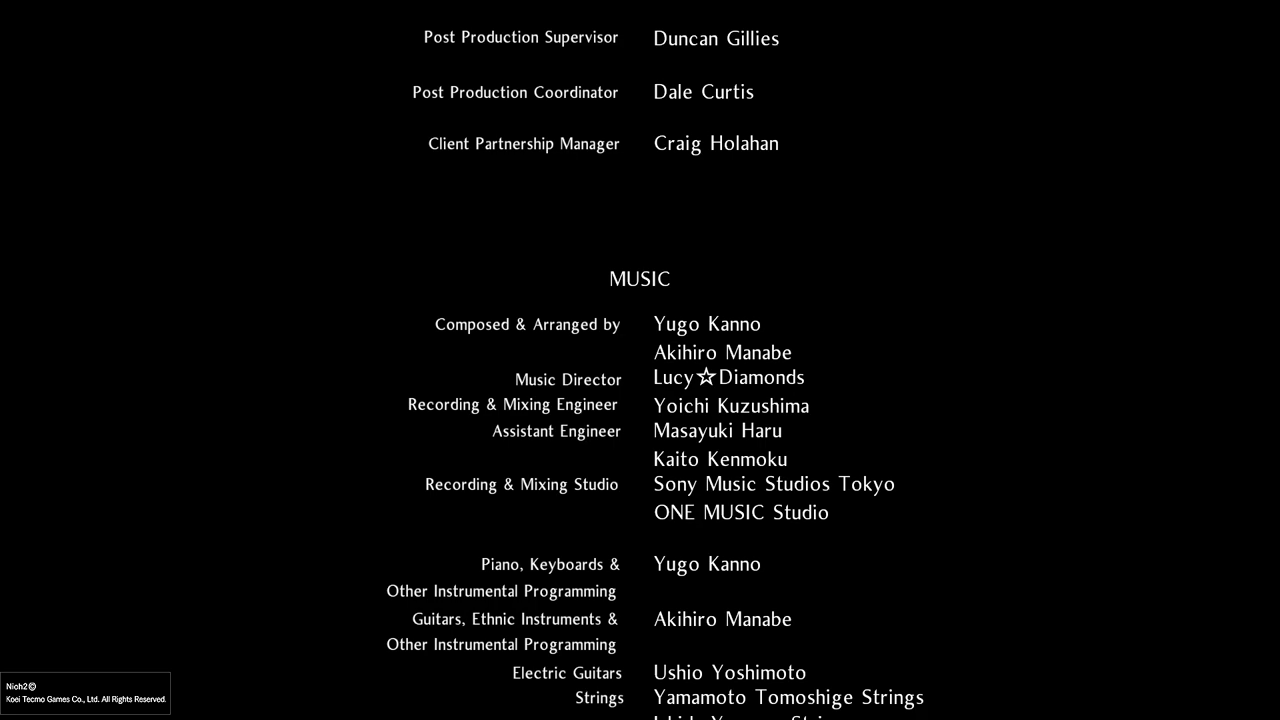 Post Production Supervisor Duncan Gillies
Post Production Coordinator Dale Curtis
Client Partnership Manager Craig Holahan
MUSIC
Composed & Arranged by Yugo Kanno
Akihiro Manabe
Music Director Lucy☆Diamonds
Recording & Mixing Engineer Yoichi Kuzushima
Assistant Engineer Masayuki Haru
Kaito Kenmoku
Recording & Mixing Studio Sony Music Studios Tokyo
ONE MUSIC Studio
Piano, Keyboards & Yugo Kanno
Other Instrumental Programming
Guitars, Ethnic Instruments & Akihiro Manabe
Other Instrumental Programming
Electric Guitars Ushio Yoshimoto
Strings Yamamoto Tomoshige Strings
Nioh2©
Koei Tecmo Games Co., Ltd. All Rights Reserved.